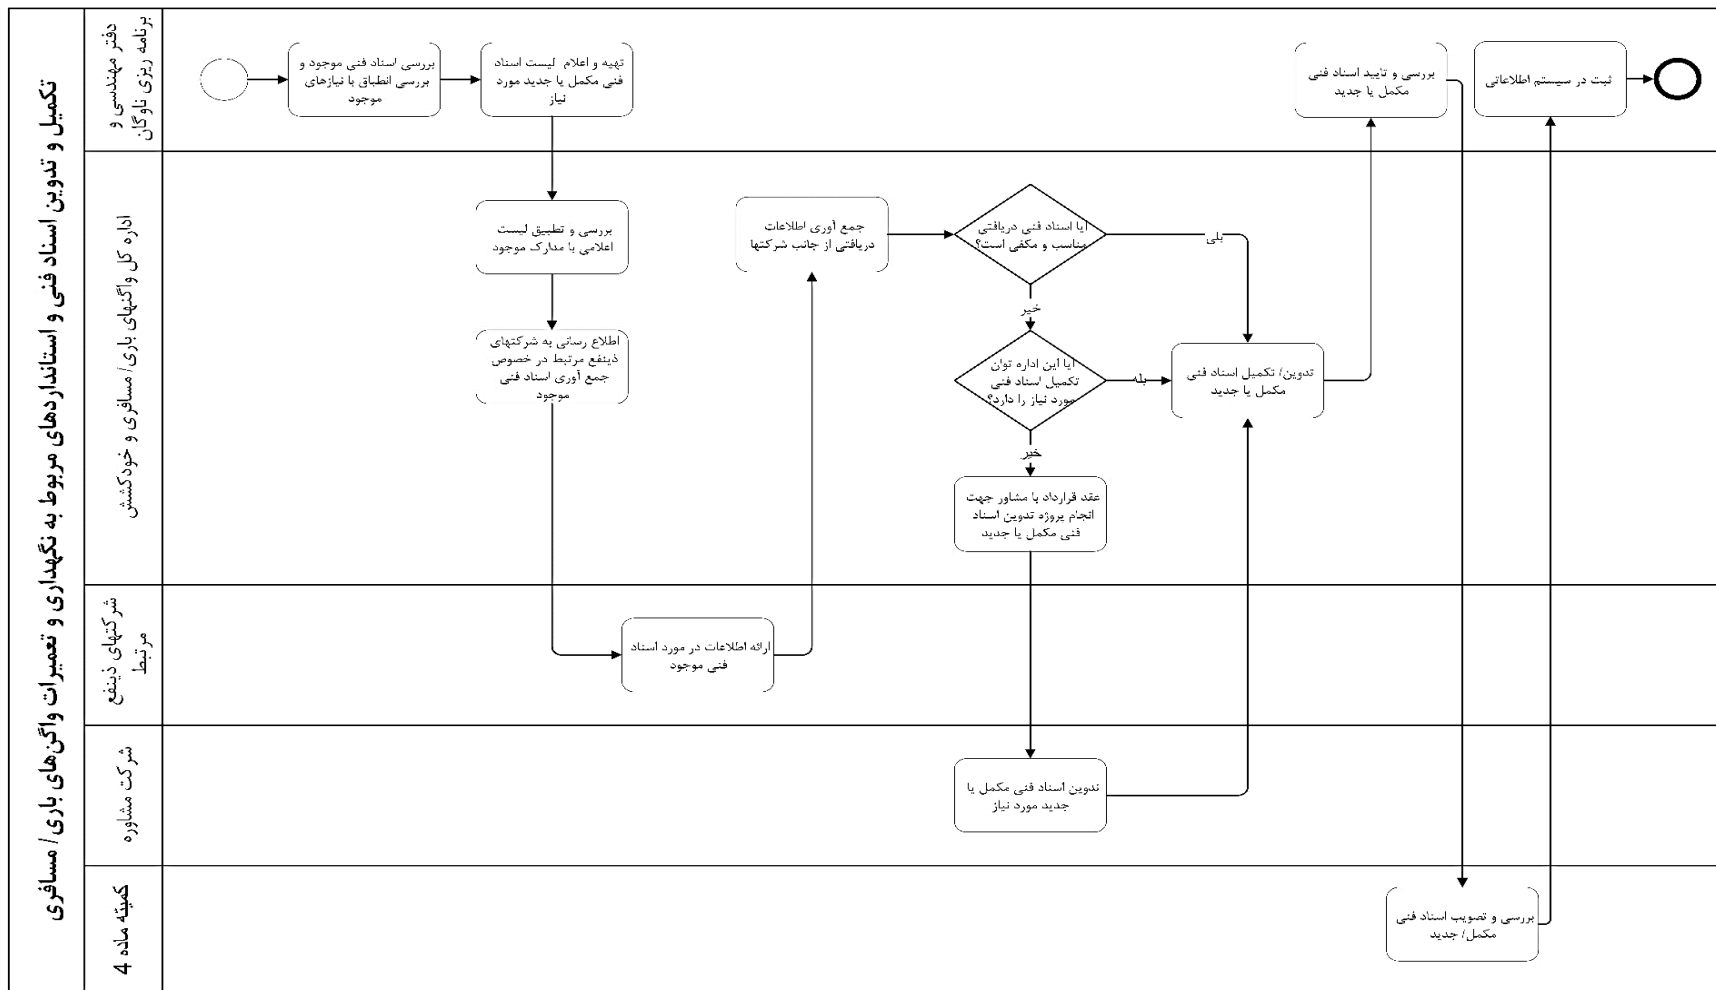 تکمیل و تدوین اسناد فنی و استانداردهای مربوط به نگهداری و تعمیرات واگن‌های باری/ مسافری
دفتر مهندسی و
برنامه ریزی ناوگان
بررسی اسناد فنی موجود و
بررسی انطباق با نیازهای
موجود
تهیه و اعلام لیست اسناد
فنی مکمل یا جدید مورد
نیاز
بررسی و تایید اسناد فنی
مکمل یا جدید
ثبت در سیستم اطلاعاتی
اداره کل واگنهای باری/ مسافری و خودکشش
بررسی و تطبیق لیست
اعلامی با مدارک موجود
اطلاع رسانی به شرکتهای
ذینفع مرتبط در خصوص
جمع آوری اسناد فنی
موجود
جمع آوری اطلاعات
دریافتی از جانب شرکتها
ایا اسناد فنی دریافتی
مناسب و مکفی است؟
بلی
خیر
ایا این اداره توان
تکمیل اسناد فنی
مورد نیاز را دارد؟
بله
خیر
تدوین/ تکمیل اسناد فنی
مکمل یا جدید
عقد قرارداد با مشاور جهت
انجام پروژه تدوین اسناد
فنی مکمل یا جدید
شرکتهای ذینفع
مرتبط
ارائه اطلاعات در مورد اسناد
فنی موجود
شرکت مشاوره
تدوین اسناد فنی مکمل یا
جدید مورد نیاز
کمیته ماده 4
بررسی و تصویب اسناد فنی
مکمل/ جدید